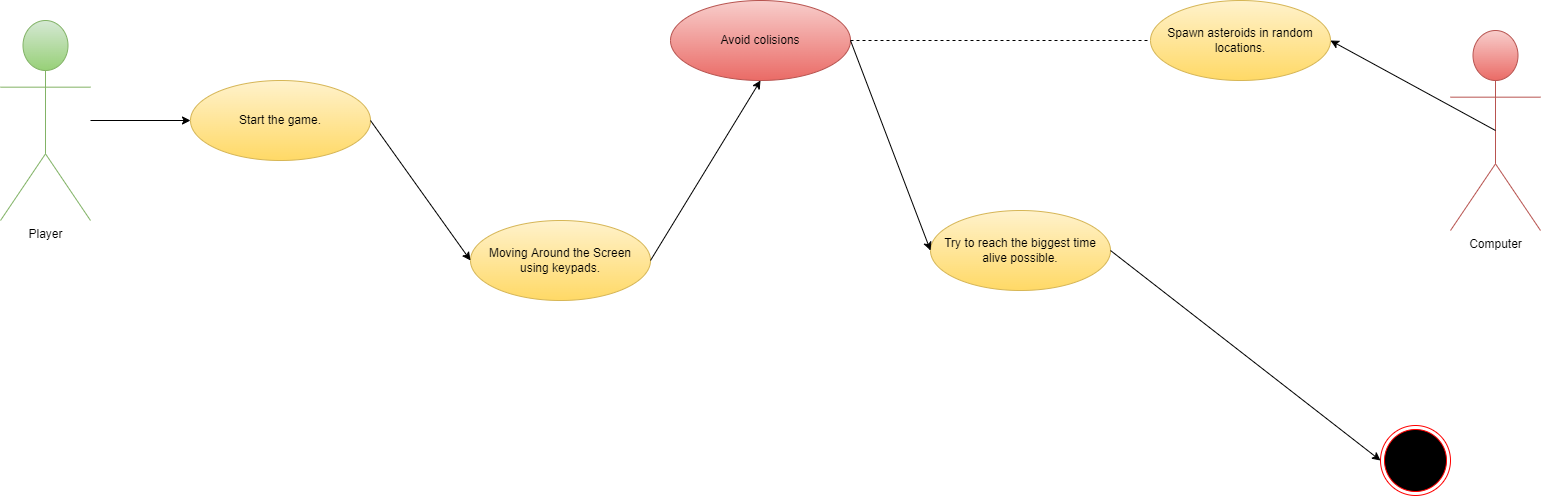 Avoid colisions
Spawn asteroids in random
locations.
Start the game.
Player
Moving Around the Screen
using keypads.
Try to reach the biggest time
alive possible.
Computer